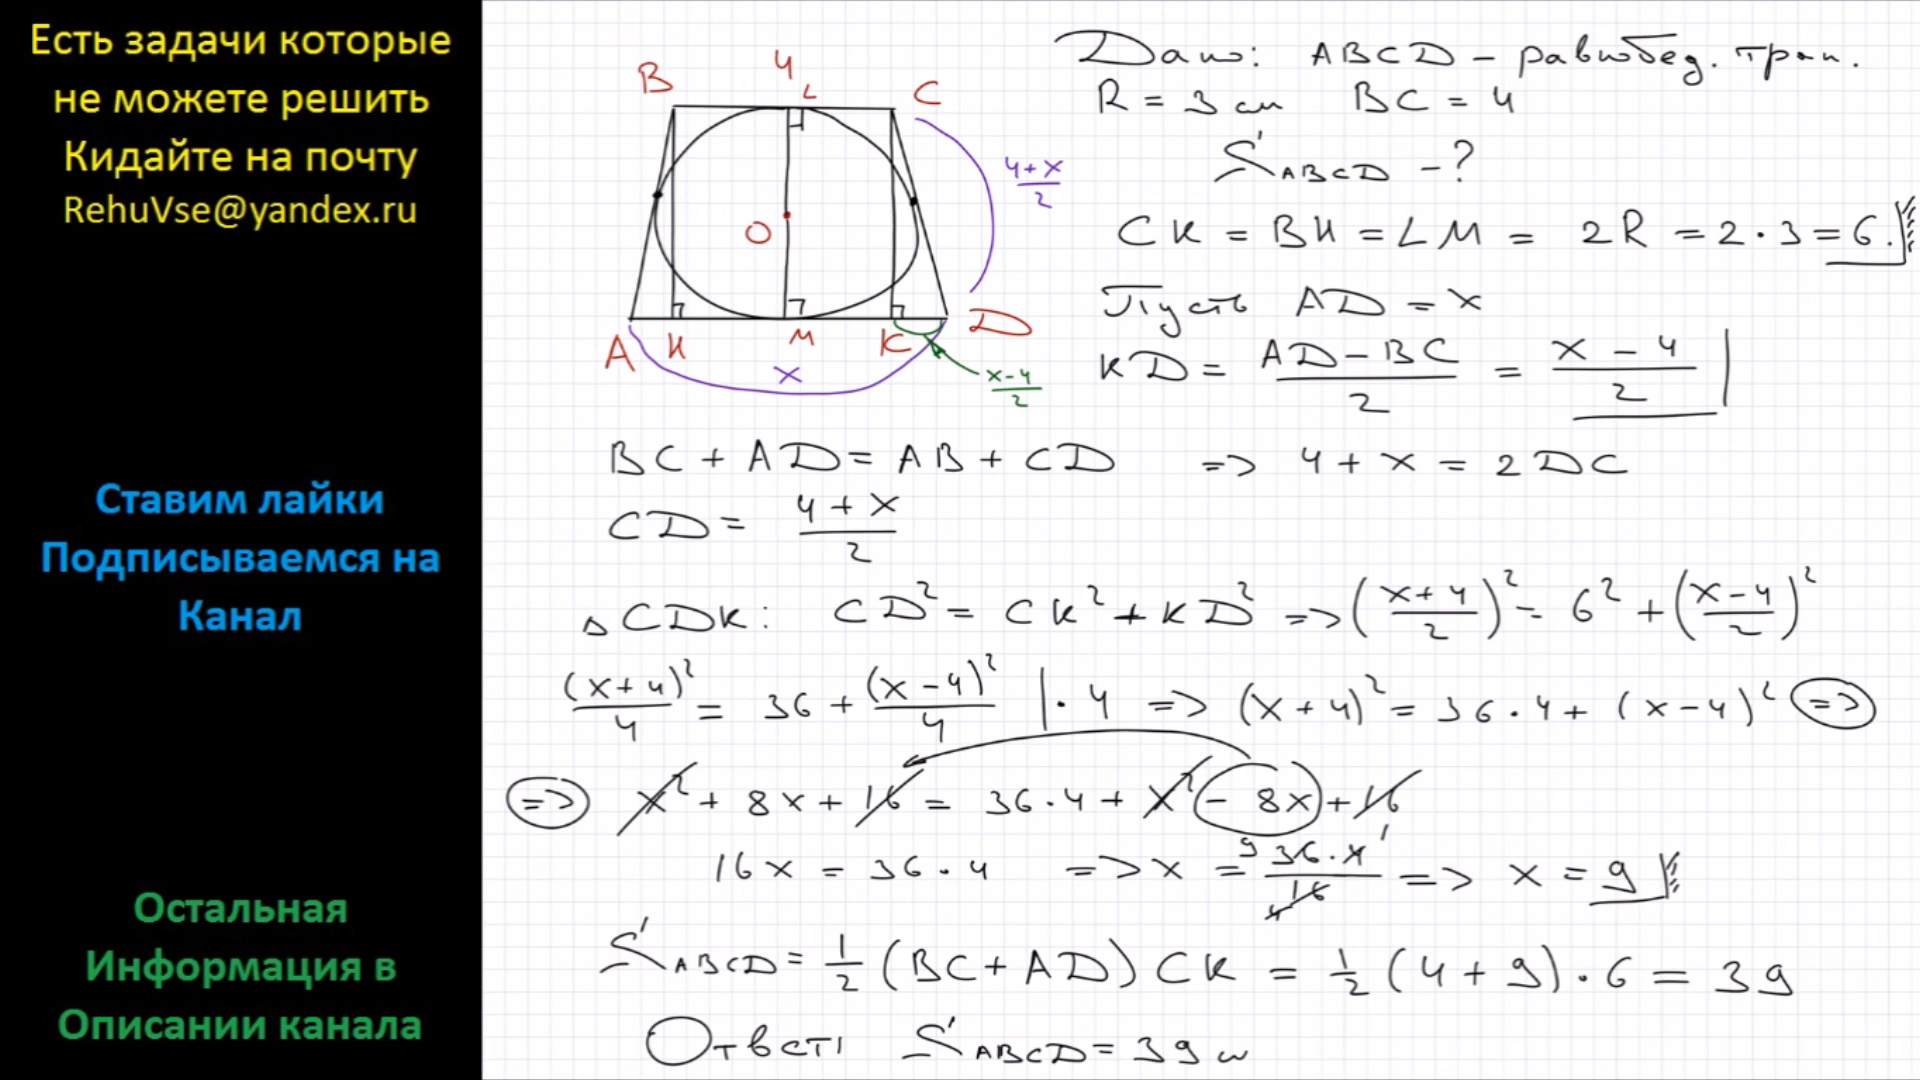 Есть задачи которые
не можете решить
Кидайте на почту
RehuVse@yandex.ru
Ставим лайки
Подписываемся на
Канал
Остальная
Информация в
Описании канала
B 4 L C
O
A H M K D
x
4+x/2
x-4/2
Дано: ABCD - равнобед. трап.
R = 3 см BC = 4
S ABCD - ?
CK = BH = LM = 2R = 2·3 = 6.
Пусть AD = x
KD = AD-BC/2 = x-4/2
BC + AD = AB + CD => 4 + x = 2DC
CD = 4+x/2
△CDK: CD² = CK² + KD² => (x+4/2)² = 6² + (x-4/2)²
(x+4)²/4 = 36 + (x-4)²/4 |·4 => (x+4)² = 36·4 + (x-4)² =>
=> x² + 8x + 16 = 36·4 + x² - 8x + 16
16x = 36·4 => x = 36·4/16 => x = 9
S ABCD = 1/2 (BC+AD) CK = 1/2 (4+9)·6 = 39
Ответ: S ABCD = 39